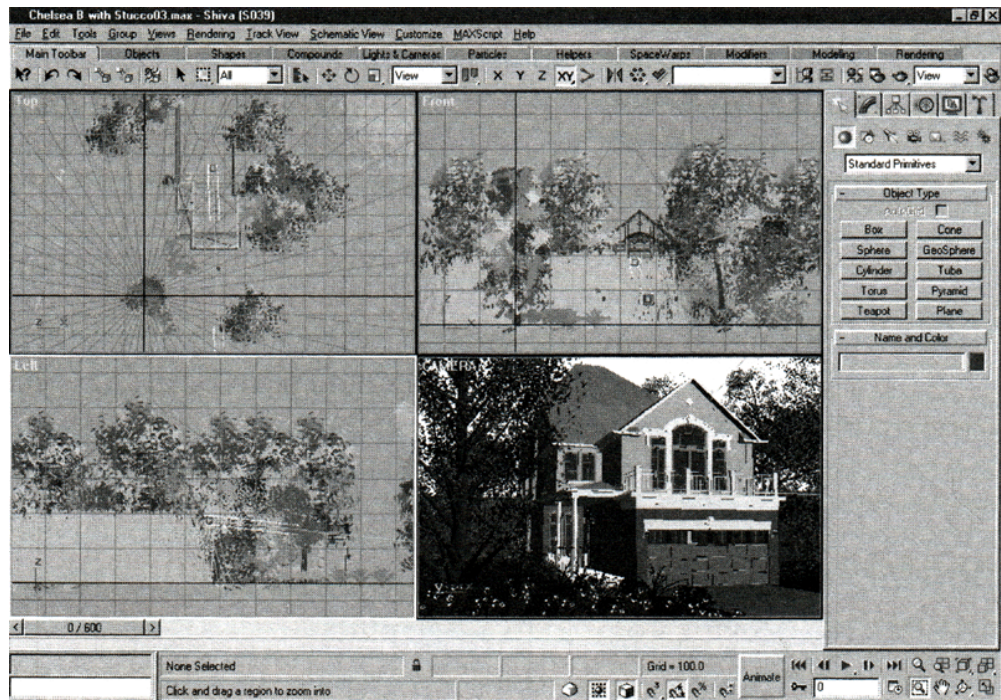 Chelsea B with Stucco03.max - Shiva (S039)
File Edit Tools Group Views Rendering Track View Schematic View Customize MAXScript Help
Main Toolbar Objects Shapes Compounds Lights & Cameras Particles Helpers SpaceWarps Modifiers Modeling Rendering
All View X Y Z XY View
Top
Front
Standard Primitives
- Object Type
AutoGrid
Box Cone
Sphere GeoSphere
Cylinder Tube
Torus Pyramid
Teapot Plane
- Name and Color
Left
CAMERA
0 / 600
None Selected
Grid = 100.0
Animate
Click and drag a region to zoom into
0